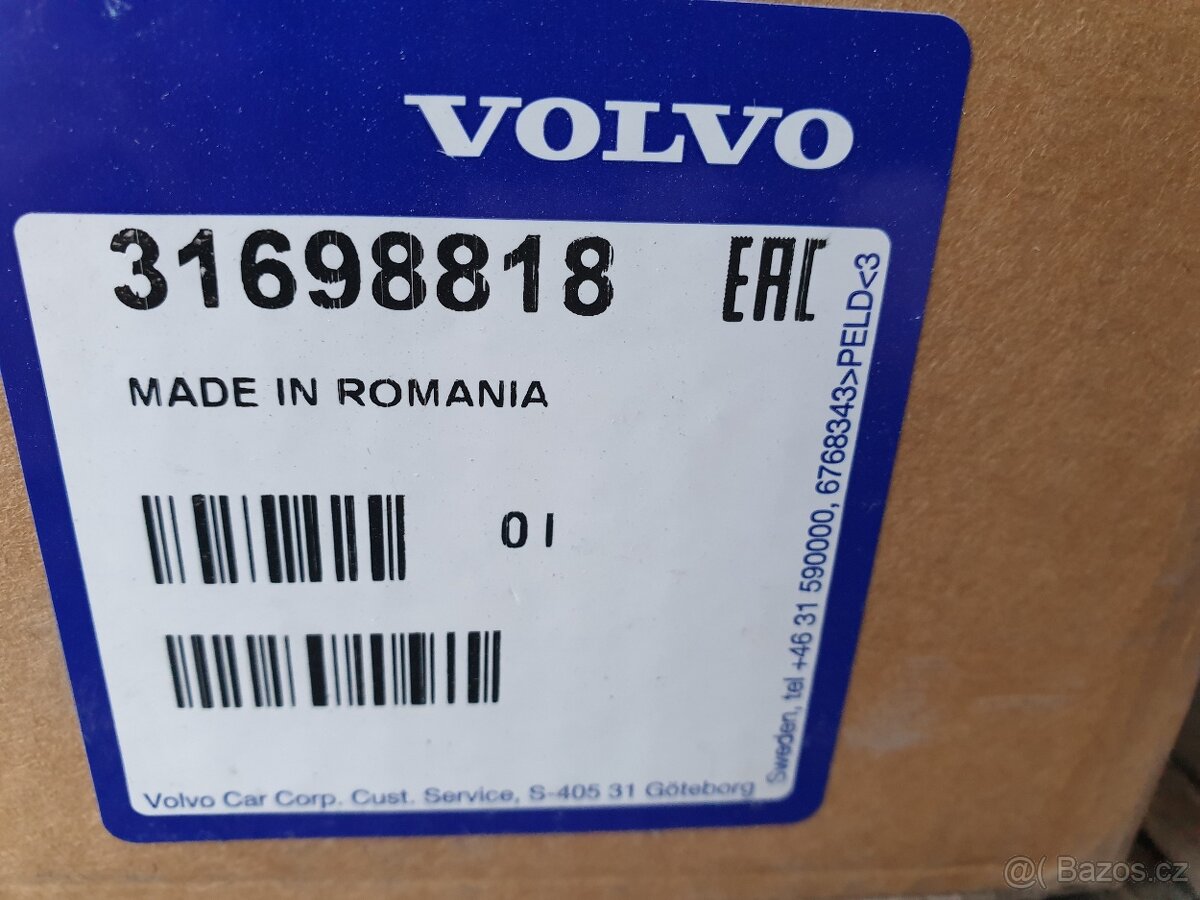 VOLVO
31698818
EAC
MADE IN ROMANIA
01
Volvo Car Corp. Cust. Service, S-405 31 Göteborg
Sweden, tel +46 31 590000, 6768343>PELD<3
@( Bazos.cz